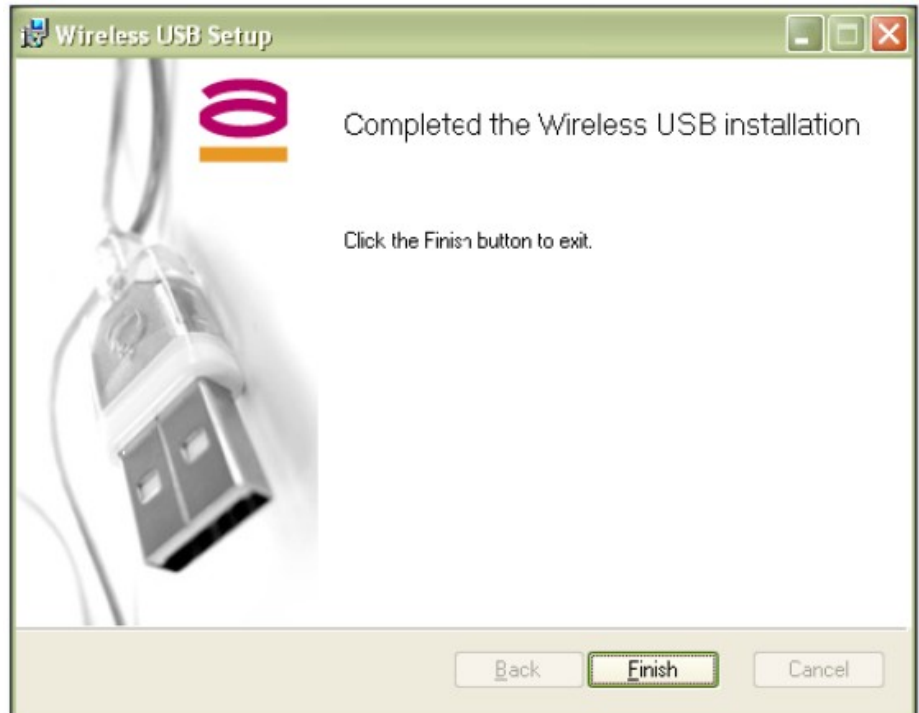 Wireless USB Setup
Completed the Wireless USB installation
Click the Finish button to exit.
Back Finish Cancel